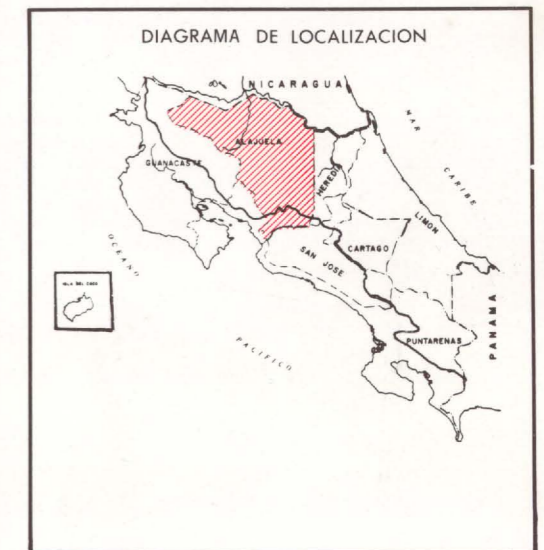 DIAGRAMA DE LOCALIZACION
NICARAGUA
MAR
CARIBE
ALAJUELA
GUANACASTE
HEREDIA
LIMON
CARTAGO
SAN JOSE
OCEANO
ISLA DEL COCO
PANAMA
PUNTARENAS
PACIFICO